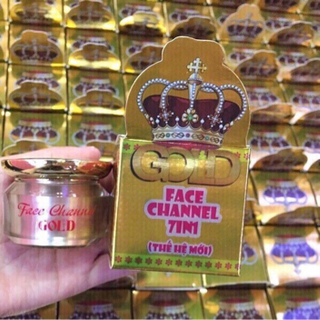 GOLD
FACE
CHANNEL
7IN1
(THẾ HỆ MỚI)
Face Channel
GOLD